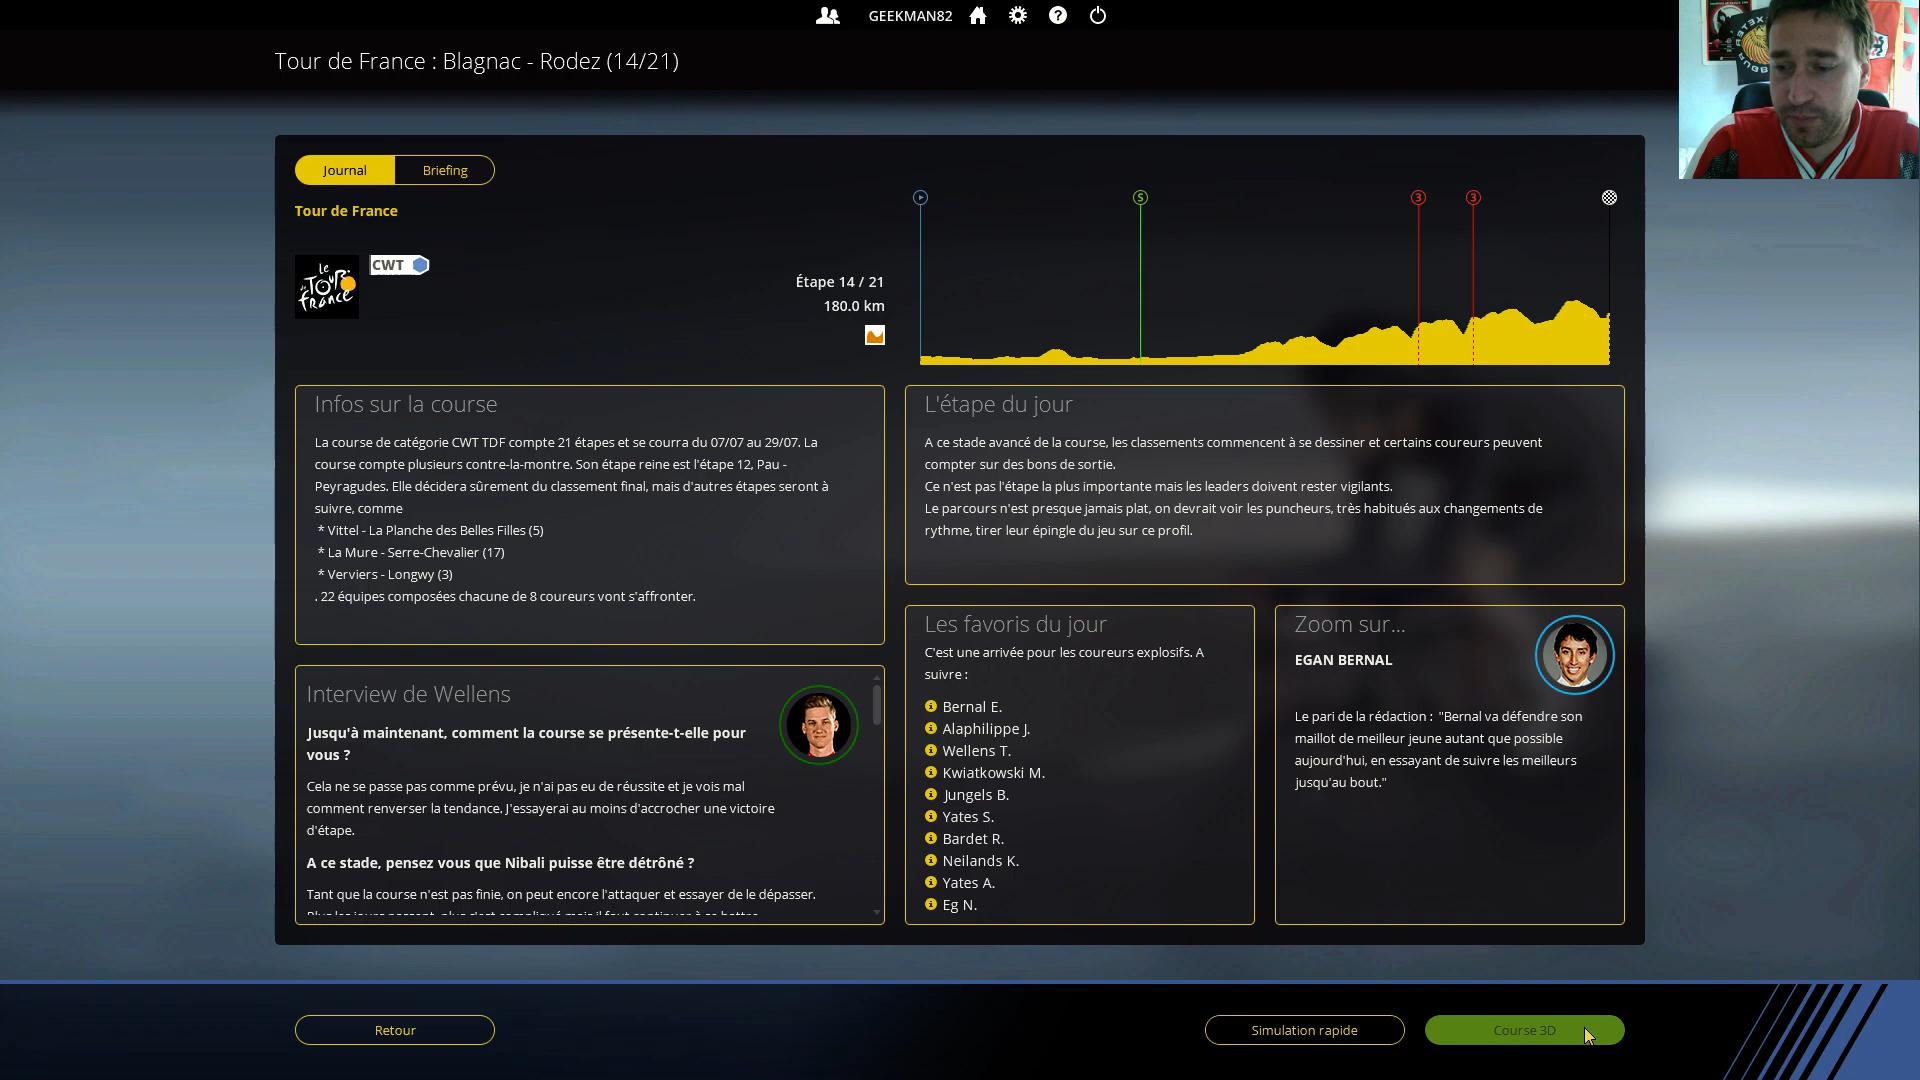 GEEKMAN82
Tour de France : Blagnac - Rodez (14/21)
Journal
Briefing
Tour de France
le
TOUR
de
france
CWT
Étape 14 / 21
180.0 km
S
3
3
Infos sur la course
La course de catégorie CWT TDF compte 21 étapes et se courra du 07/07 au 29/07. La
course compte plusieurs contre-la-montre. Son étape reine est l'étape 12, Pau -
Peyragudes. Elle décidera sûrement du classement final, mais d'autres étapes seront à
suivre, comme
* Vittel - La Planche des Belles Filles (5)
* La Mure - Serre-Chevalier (17)
* Verviers - Longwy (3)
. 22 équipes composées chacune de 8 coureurs vont s'affronter.
L'étape du jour
A ce stade avancé de la course, les classements commencent à se dessiner et certains coureurs peuvent
compter sur des bons de sortie.
Ce n'est pas l'étape la plus importante mais les leaders doivent rester vigilants.
Le parcours n'est presque jamais plat, on devrait voir les puncheurs, très habitués aux changements de
rythme, tirer leur épingle du jeu sur ce profil.
Interview de Wellens
Jusqu'à maintenant, comment la course se présente-t-elle pour
vous ?
Cela ne se passe pas comme prévu, je n'ai pas eu de réussite et je vois mal
comment renverser la tendance. J'essayerai au moins d'accrocher une victoire
d'étape.
A ce stade, pensez vous que Nibali puisse être détrôné ?
Tant que la course n'est pas finie, on peut encore l'attaquer et essayer de le dépasser.
Les favoris du jour
C'est une arrivée pour les coureurs explosifs. A
suivre :
Bernal E.
Alaphilippe J.
Wellens T.
Kwiatkowski M.
Jungels B.
Yates S.
Bardet R.
Neilands K.
Yates A.
Eg N.
Zoom sur...
EGAN BERNAL
Le pari de la rédaction : "Bernal va défendre son
maillot de meilleur jeune autant que possible
aujourd'hui, en essayant de suivre les meilleurs
jusqu'au bout."
Retour
Simulation rapide
Course 3D